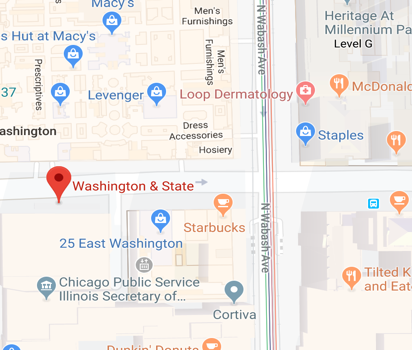 Macy's
Men's
Furnishings
Heritage At
Millennium Pa
Level G
s Hut at Macy's
N Wabash Ave
Men's
Furnishings
Prescriptives
37
Levenger
Loop Dermatology
McDonald
Dress
Accessories
ashington
Staples
Hosiery
Washington & State
Starbucks
25 East Washington
N Wabash Ave
Chicago Public Service
Illinois Secretary of...
Tilted K
and Eate
Cortiva
Dunkin' Donuts